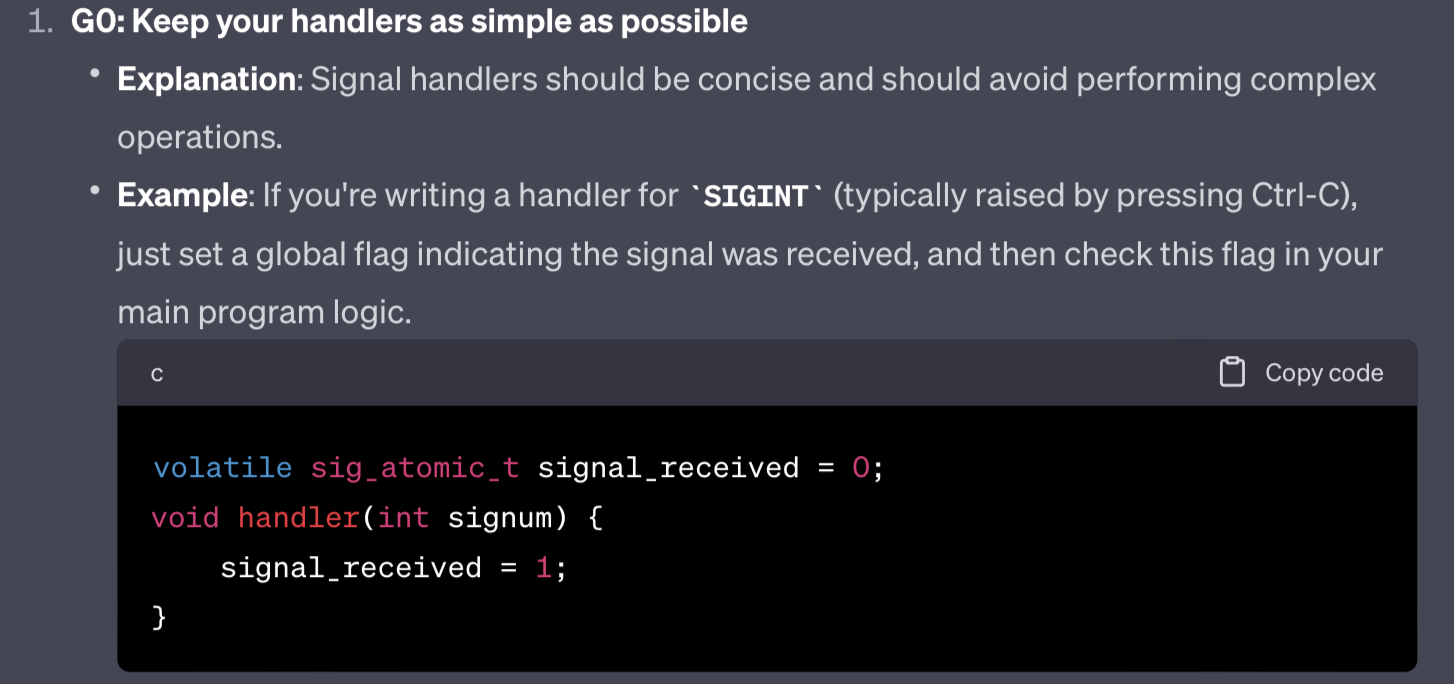 1. G0: Keep your handlers as simple as possible
• Explanation: Signal handlers should be concise and should avoid performing complex
operations.
• Example: If you're writing a handler for `SIGINT` (typically raised by pressing Ctrl-C),
just set a global flag indicating the signal was received, and then check this flag in your
main program logic.
c Copy code
volatile sig_atomic_t signal_received = 0;
void handler(int signum) {
    signal_received = 1;
}